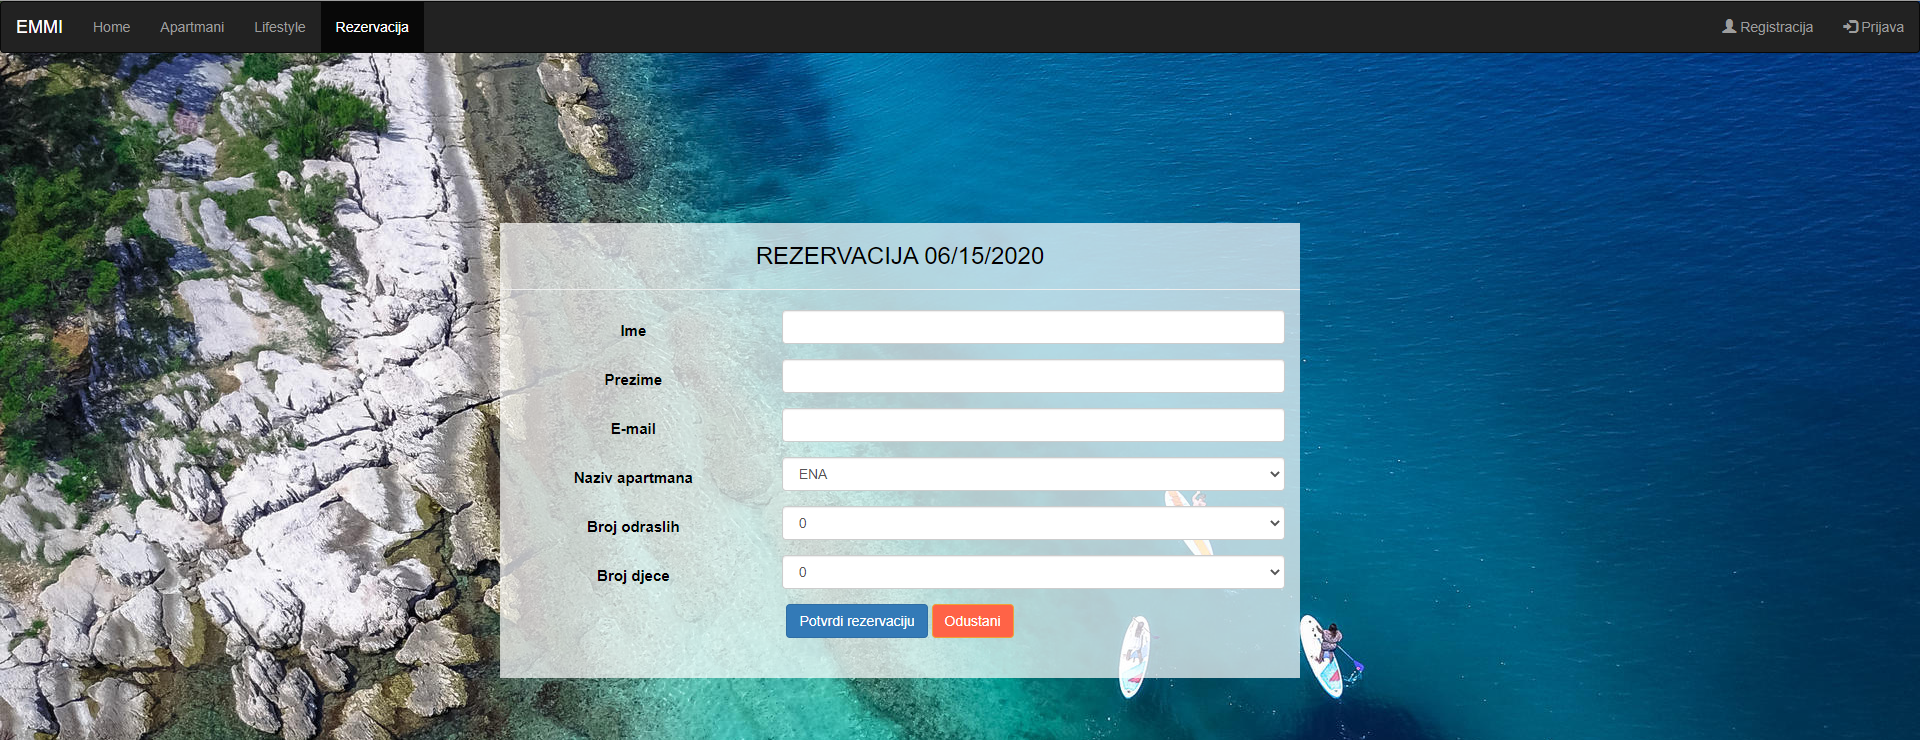 EMMI Home Apartmani Lifestyle Rezervacija Registracija Prijava
REZERVACIJA 06/15/2020
Ime
Prezime
E-mail
Naziv apartmana ENA
Broj odraslih 0
Broj djece 0
Potvrdi rezervaciju Odustani